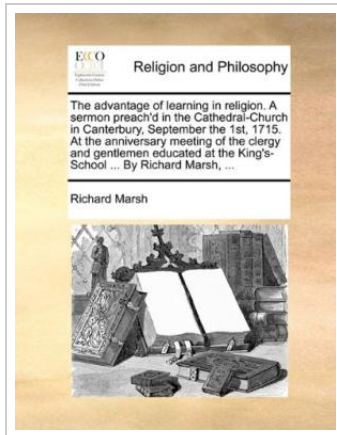 ECCO
Religion and Philosophy
The advantage of learning in religion. A
sermon preach'd in the Cathedral-Church
in Canterbury, September the 1st, 1715.
At the anniversary meeting of the clergy
and gentlemen educated at the King's-
School ... By Richard Marsh, ...
Richard Marsh